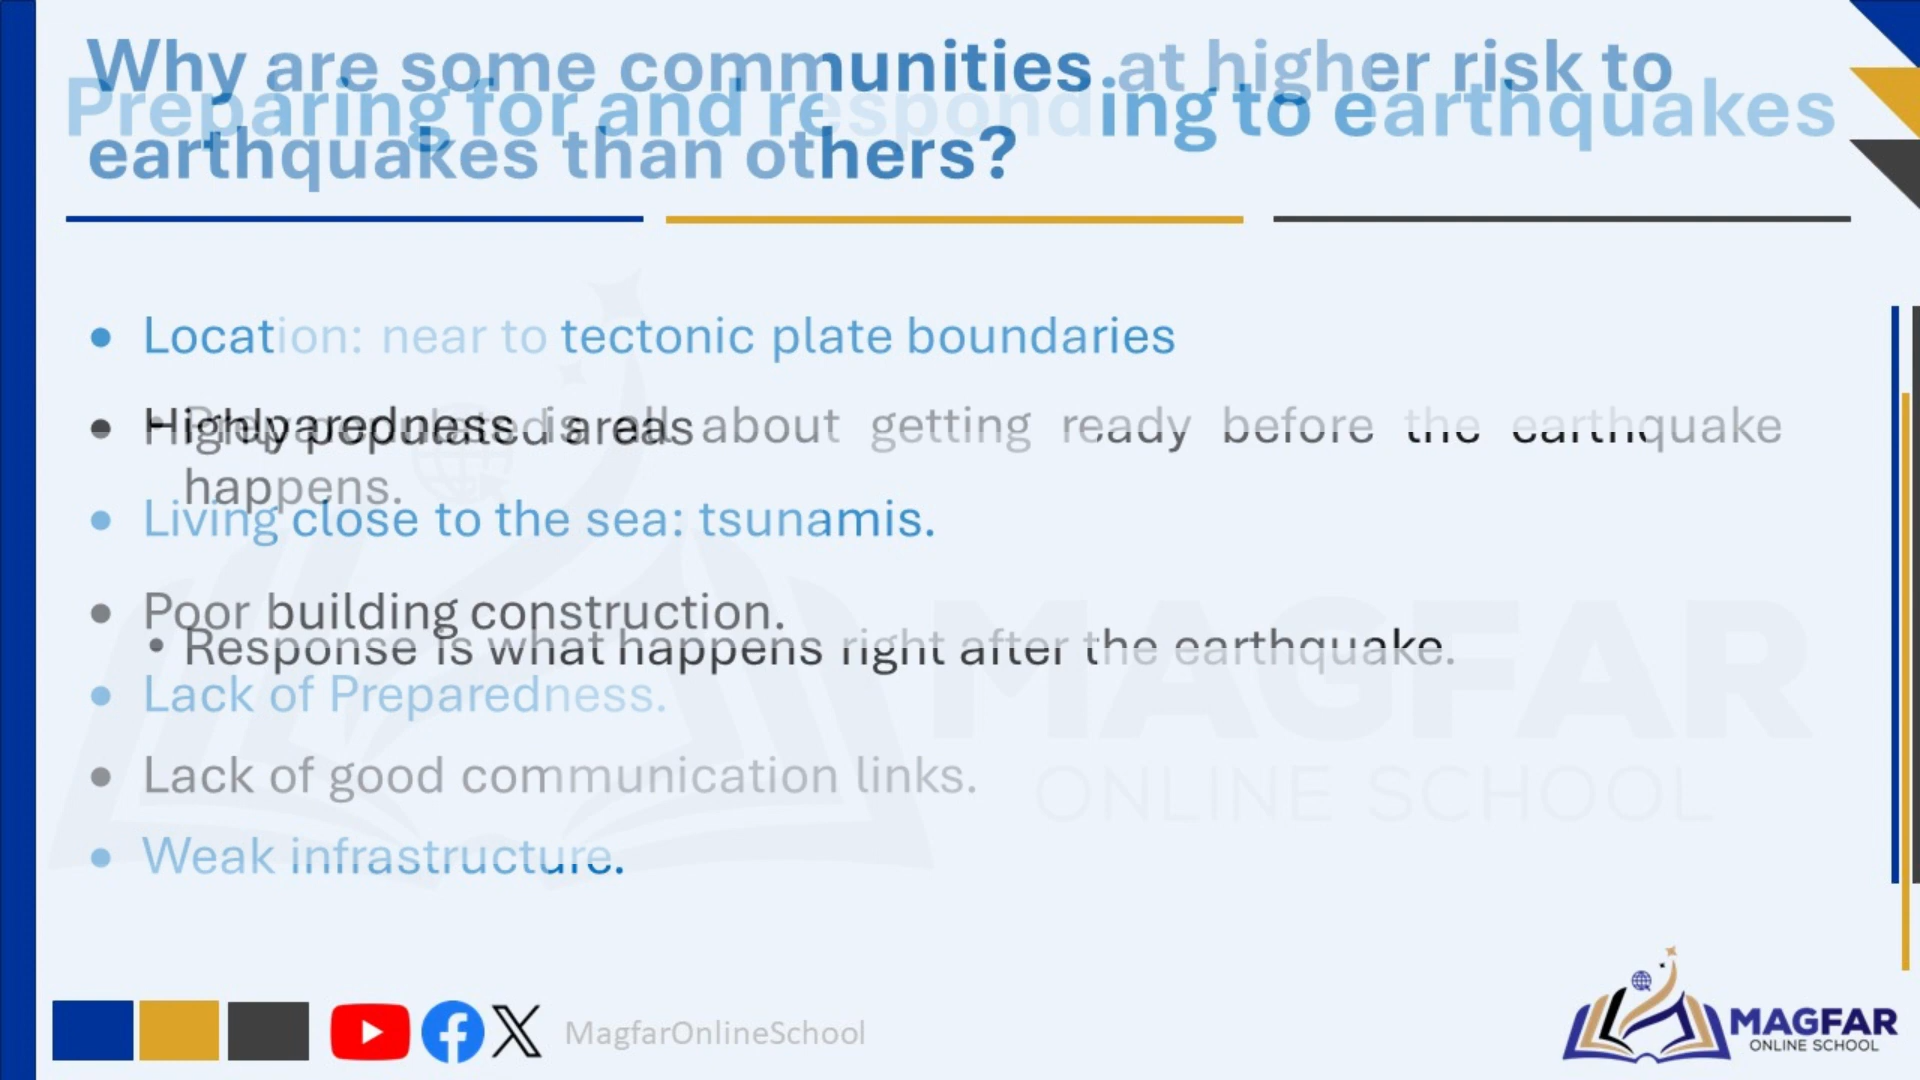 Why are some communities at higher risk to
earthquakes than others?
Preparing for and responding to earthquakes
• Location: near to tectonic plate boundaries
• Highly populated areas
• Preparedness is all about getting ready before the earthquake
happens.
• Living close to the sea: tsunamis.
• Poor building construction.
• Response is what happens right after the earthquake.
• Lack of Preparedness.
• Lack of good communication links.
• Weak infrastructure.
MAGFAR
ONLINE SCHOOL
MagfarOnlineSchool
MAGFAR
ONLINE SCHOOL